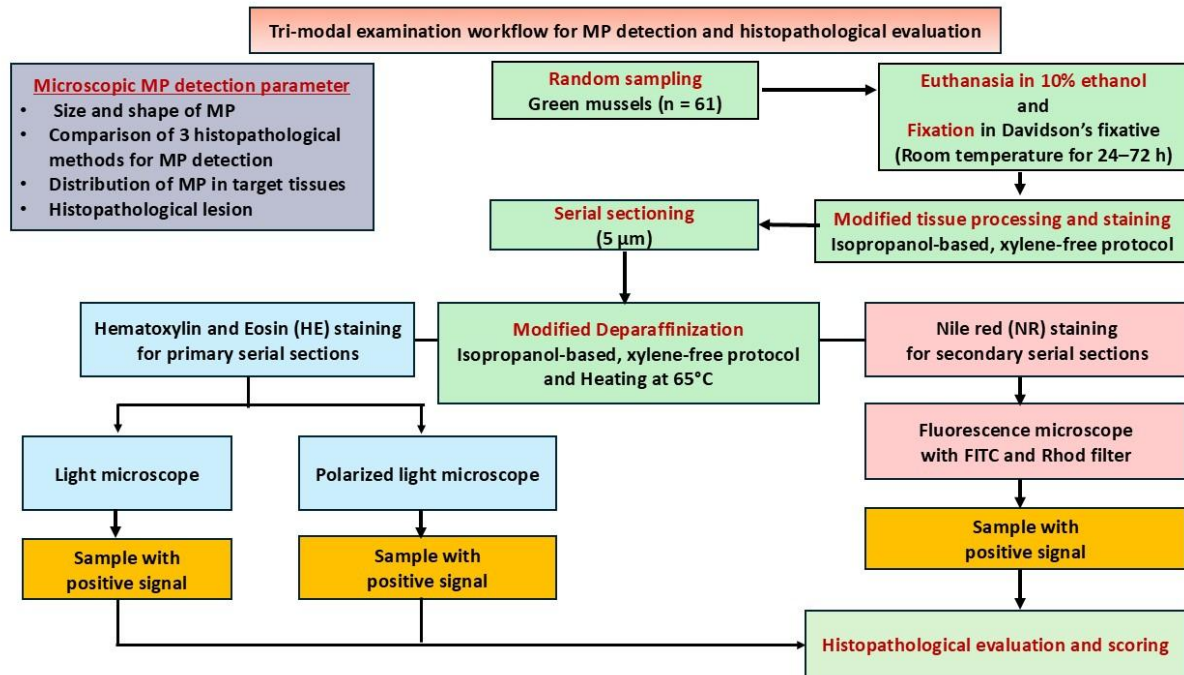 Tri-modal examination workflow for MP detection and histopathological evaluation
Microscopic MP detection parameter
• Size and shape of MP
• Comparison of 3 histopathological
methods for MP detection
• Distribution of MP in target tissues
• Histopathological lesion
Random sampling
Green mussels (n = 61)
Euthanasia in 10% ethanol
and
Fixation in Davidson’s fixative
(Room temperature for 24–72 h)
Modified tissue processing and staining
Isopropanol-based, xylene-free protocol
Serial sectioning
(5 μm)
Modified Deparaffinization
Isopropanol-based, xylene-free protocol
and Heating at 65°C
Hematoxylin and Eosin (HE) staining
for primary serial sections
Nile red (NR) staining
for secondary serial sections
Light microscope
Polarized light microscope
Fluorescence microscope
with FITC and Rhod filter
Sample with
positive signal
Sample with
positive signal
Sample with
positive signal
Histopathological evaluation and scoring